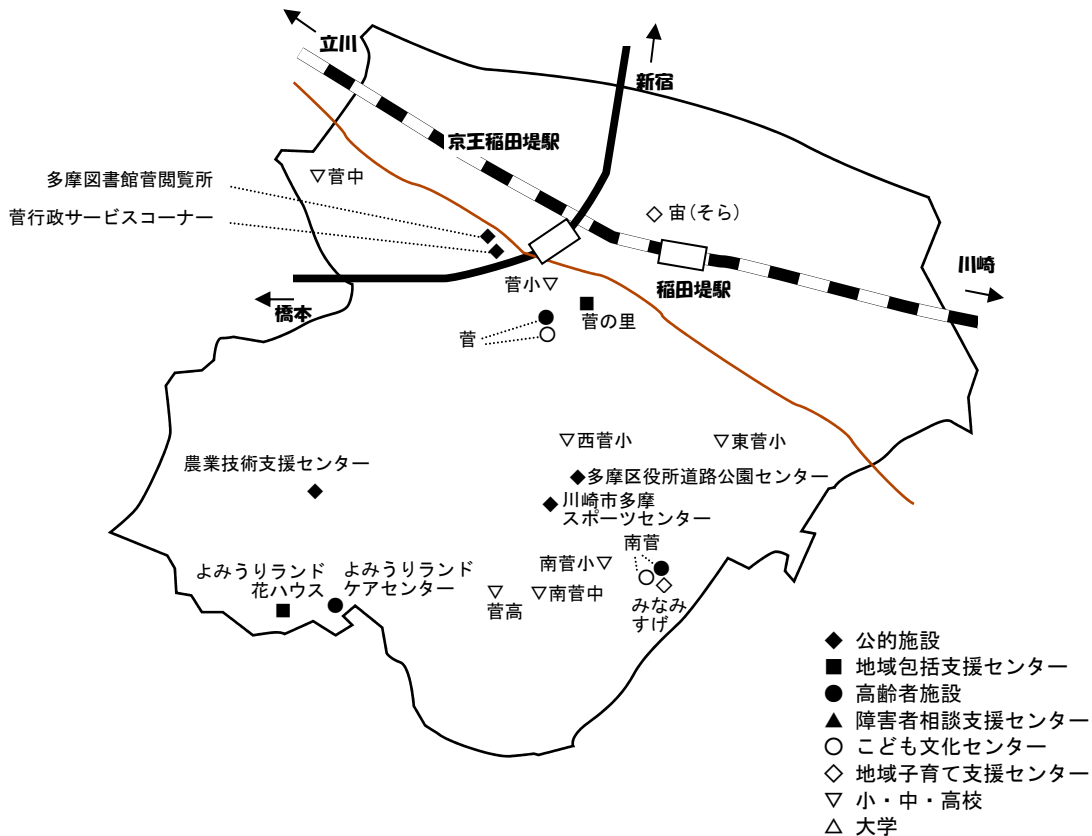 立川
新宿
京王稲田堤駅
多摩図書館菅閲覧所
▽菅中
菅行政サービスコーナー
◇宙(そら)
川崎
稲田堤駅
菅小▽
橋本
菅の里
菅
▽西菅小
▽東菅小
農業技術支援センター
◆多摩区役所道路公園センター
◆川崎市多摩
スポーツセンター
南菅
南菅小▽
よみうりランド
花ハウス
よみうりランド
ケアセンター
▽
菅高
▽南菅中
みなみ
すげ
◆ 公的施設
■ 地域包括支援センター
● 高齢者施設
▲ 障害者相談支援センター
○ こども文化センター
◇ 地域子育て支援センター
▽ 小・中・高校
△ 大学